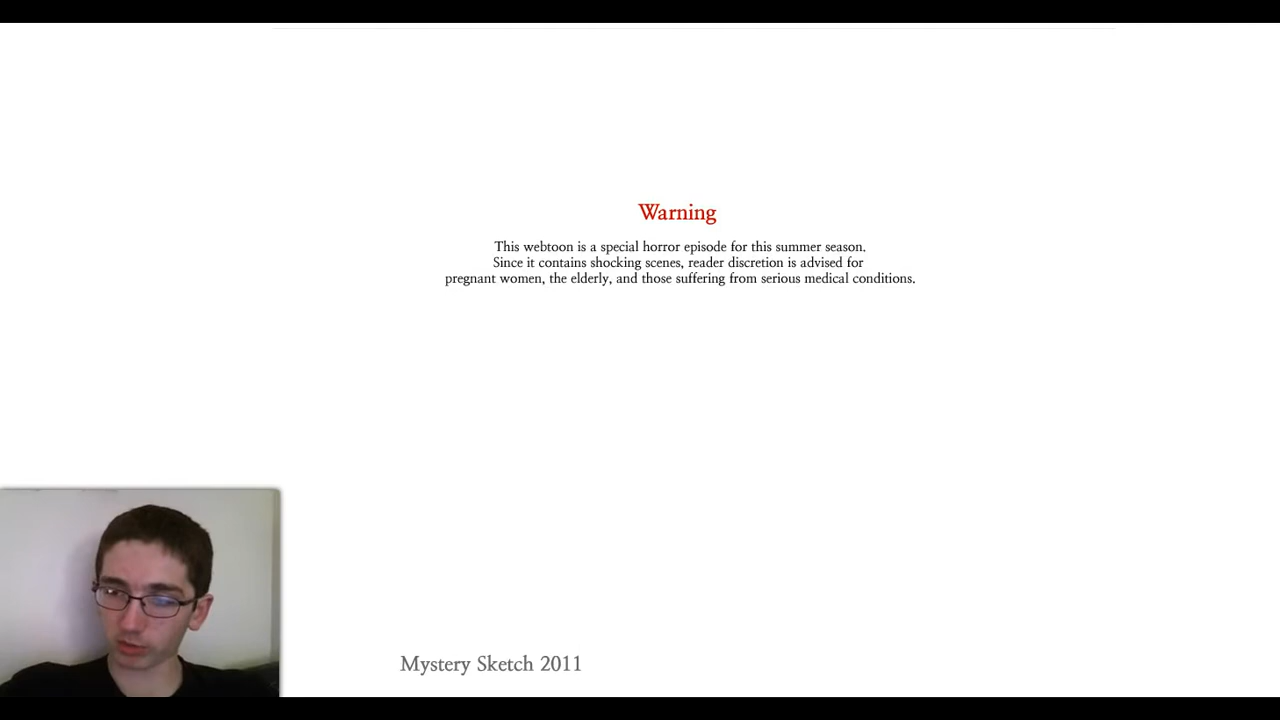 Warning
This webtoon is a special horror episode for this summer season.
Since it contains shocking scenes, reader discretion is advised for
pregnant women, the elderly, and those suffering from serious medical conditions.
Mystery Sketch 2011